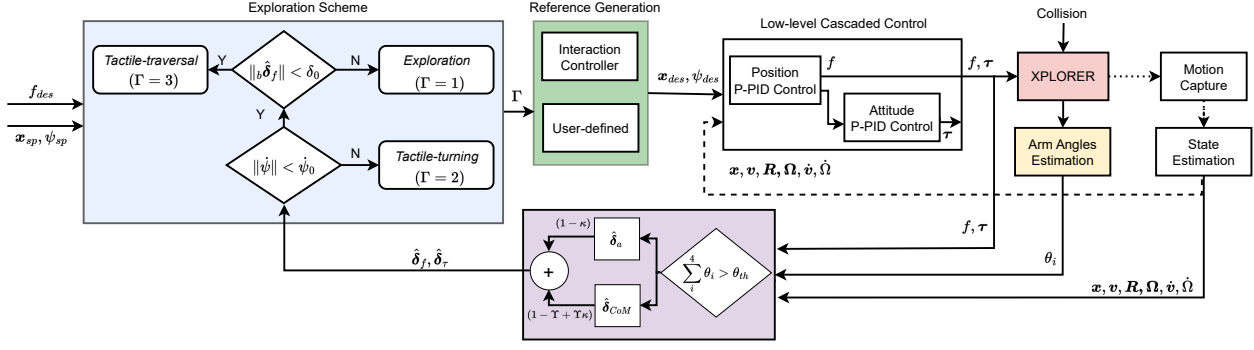 Exploration Scheme
Reference Generation
Low-level Cascaded Control
Collision
Tactile-traversal
(Γ = 3)
Y
‖_b δ̂_f‖ < δ_0
N
Exploration
(Γ = 1)
Y
‖ψ̇‖ < ψ̇_0
N
Tactile-turning
(Γ = 2)
f_des
x_sp, ψ_sp
Γ
Interaction
Controller
User-defined
x_des, ψ_des
Position
P-PID Control
f
Attitude
P-PID Control
τ
f, τ
XPLORER
Motion
Capture
Arm Angles
Estimation
State
Estimation
x, v, R, Ω, v̇, Ω̇
f, τ
θ_i
x, v, R, Ω, v̇, Ω̇
∑_i^4 θ_i > θ_th
(1 − κ)
δ̂_a
+
δ̂_CoM
(1 − Υ + Υκ)
δ̂_f, δ̂_τ